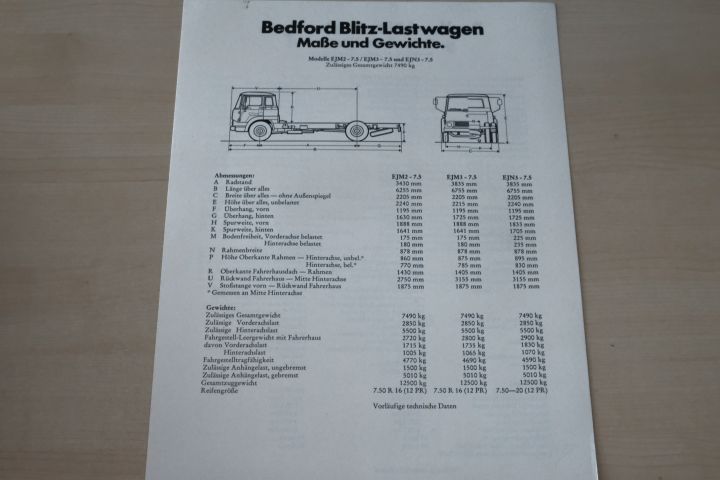 Bedford Blitz-Lastwagen
Maße und Gewichte.
Modelle EJM2 - 7.5 / EJM3 - 7.5 und EJN3 - 7.5
Zulässiges Gesamtgewicht 7490 kg
Abmessungen: EJM2 - 7.5 EJM3 - 7.5 EJN3 - 7.5
A Radstand 3430 mm 3835 mm 3835 mm
B Länge über alles 6255 mm 6755 mm 6755 mm
C Breite über alles — ohne Außenspiegel 2205 mm 2205 mm 2205 mm
E Höhe über alles, unbelastet 2240 mm 2215 mm 2240 mm
F Überhang, vorn 1195 mm 1195 mm 1195 mm
G Überhang, hinten 1630 mm 1725 mm 1725 mm
H Spurweite, vorn 1888 mm 1888 mm 1833 mm
K Spurweite, hinten 1641 mm 1641 mm 1705 mm
M Bodenfreiheit, Vorderachse belastet 175 mm 175 mm 225 mm
Hinterachse belastet 180 mm 180 mm 235 mm
N Rahmenbreite 878 mm 878 mm 878 mm
P Höhe Oberkante Rahmen — Hinterachse, unbel.* 860 mm 875 mm 895 mm
Hinterachse, bel.* 770 mm 785 mm 830 mm
R Oberkante Fahrerhausdach — Rahmen 1430 mm 1405 mm 1405 mm
U Rückwand Fahrerhaus — Mitte Hinterachse 2750 mm 3155 mm 3155 mm
V Stoßstange vorn — Rückwand Fahrerhaus 1875 mm 1875 mm 1875 mm
* Gemessen an Mitte Hinterachse
Gewichte:
Zulässiges Gesamtgewicht 7490 kg 7490 kg 7490 kg
Zulässige Vorderachslast 2850 kg 2850 kg 2850 kg
Zulässige Hinterachslast 5500 kg 5500 kg 5500 kg
Fahrgestell-Leergewicht mit Fahrerhaus 2720 kg 2800 kg 2900 kg
davon Vorderachslast 1715 kg 1735 kg 1830 kg
Hinterachslast 1005 kg 1065 kg 1070 kg
Fahrgestelltragfähigkeit 4770 kg 4690 kg 4590 kg
Zulässige Anhängelast, ungebremst 1500 kg 1500 kg 1500 kg
Zulässige Anhängelast, gebremst 5010 kg 5010 kg 5010 kg
Gesamtzuggewicht 12500 kg 12500 kg 12500 kg
Reifengröße 7.50 R 16 (12 PR) 7.50 R 16 (12 PR) 7.50—20 (12 PR)
Vorläufige technische Daten